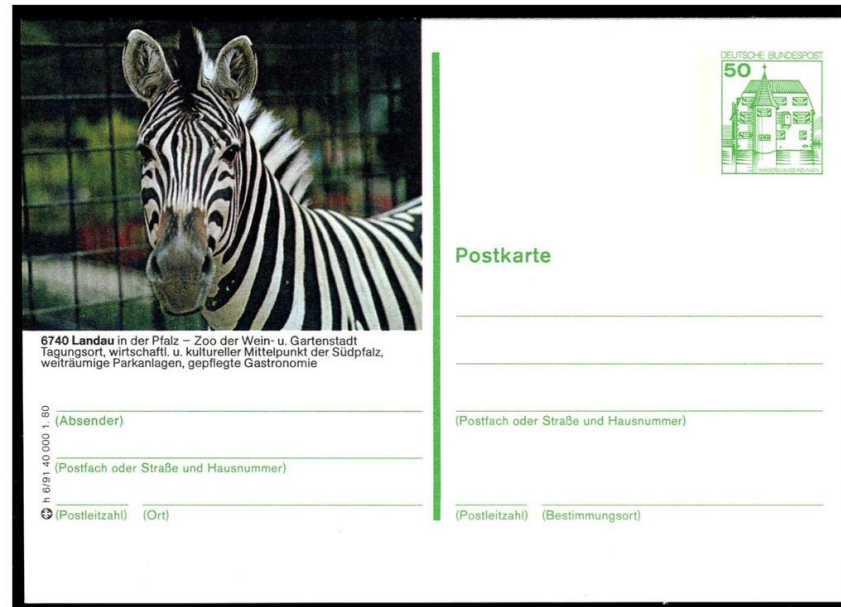 DEUTSCHE BUNDESPOST
50
WASSERSCHLOSS INZLINGEN
Postkarte
6740 Landau in der Pfalz – Zoo der Wein- u. Gartenstadt
Tagungsort, wirtschaftl. u. kultureller Mittelpunkt der Südpfalz,
weiträumige Parkanlagen, gepflegte Gastronomie
h 6/91 40 000 1. 80
(Absender)
(Postfach oder Straße und Hausnummer)
(Postleitzahl) (Ort)
(Postfach oder Straße und Hausnummer)
(Postleitzahl) (Bestimmungsort)